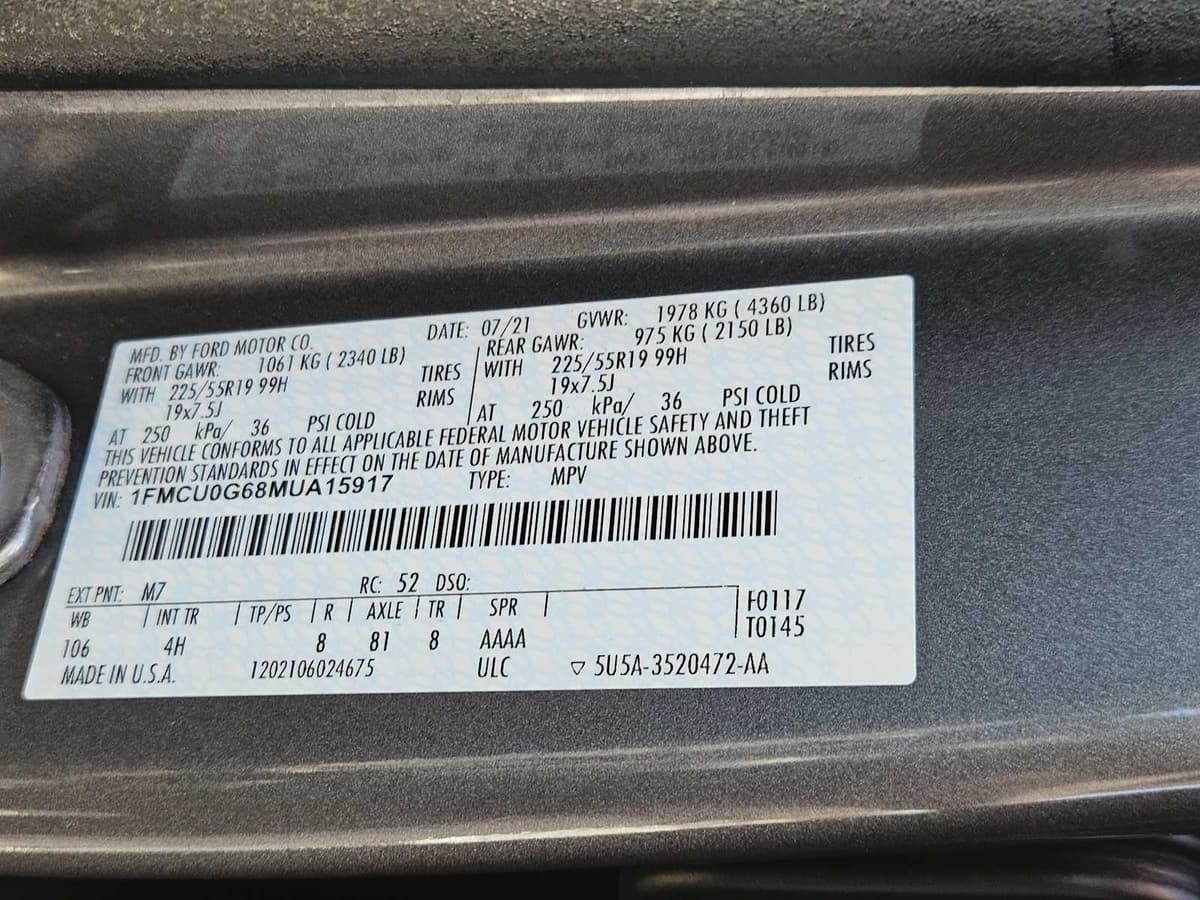 MFD. BY FORD MOTOR CO. DATE: 07/21 GVWR: 1978 KG ( 4360 LB)
FRONT GAWR: 1061 KG ( 2340 LB) REAR GAWR: 975 KG ( 2150 LB)
WITH 225/55R19 99H TIRES WITH 225/55R19 99H TIRES
19x7.5J RIMS 19x7.5J RIMS
AT 250 kPa/ 36 PSI COLD AT 250 kPa/ 36 PSI COLD
THIS VEHICLE CONFORMS TO ALL APPLICABLE FEDERAL MOTOR VEHICLE SAFETY AND THEFT
PREVENTION STANDARDS IN EFFECT ON THE DATE OF MANUFACTURE SHOWN ABOVE.
VIN: 1FMCU0G68MUA15917 TYPE: MPV
EXT PNT: M7 RC: 52 DSO:
WB INT TR TP/PS R AXLE TR SPR F0117
T0145
106 4H 8 81 8 AAAA
MADE IN U.S.A. 1202106024675 ULC ▽ 5U5A-3520472-AA